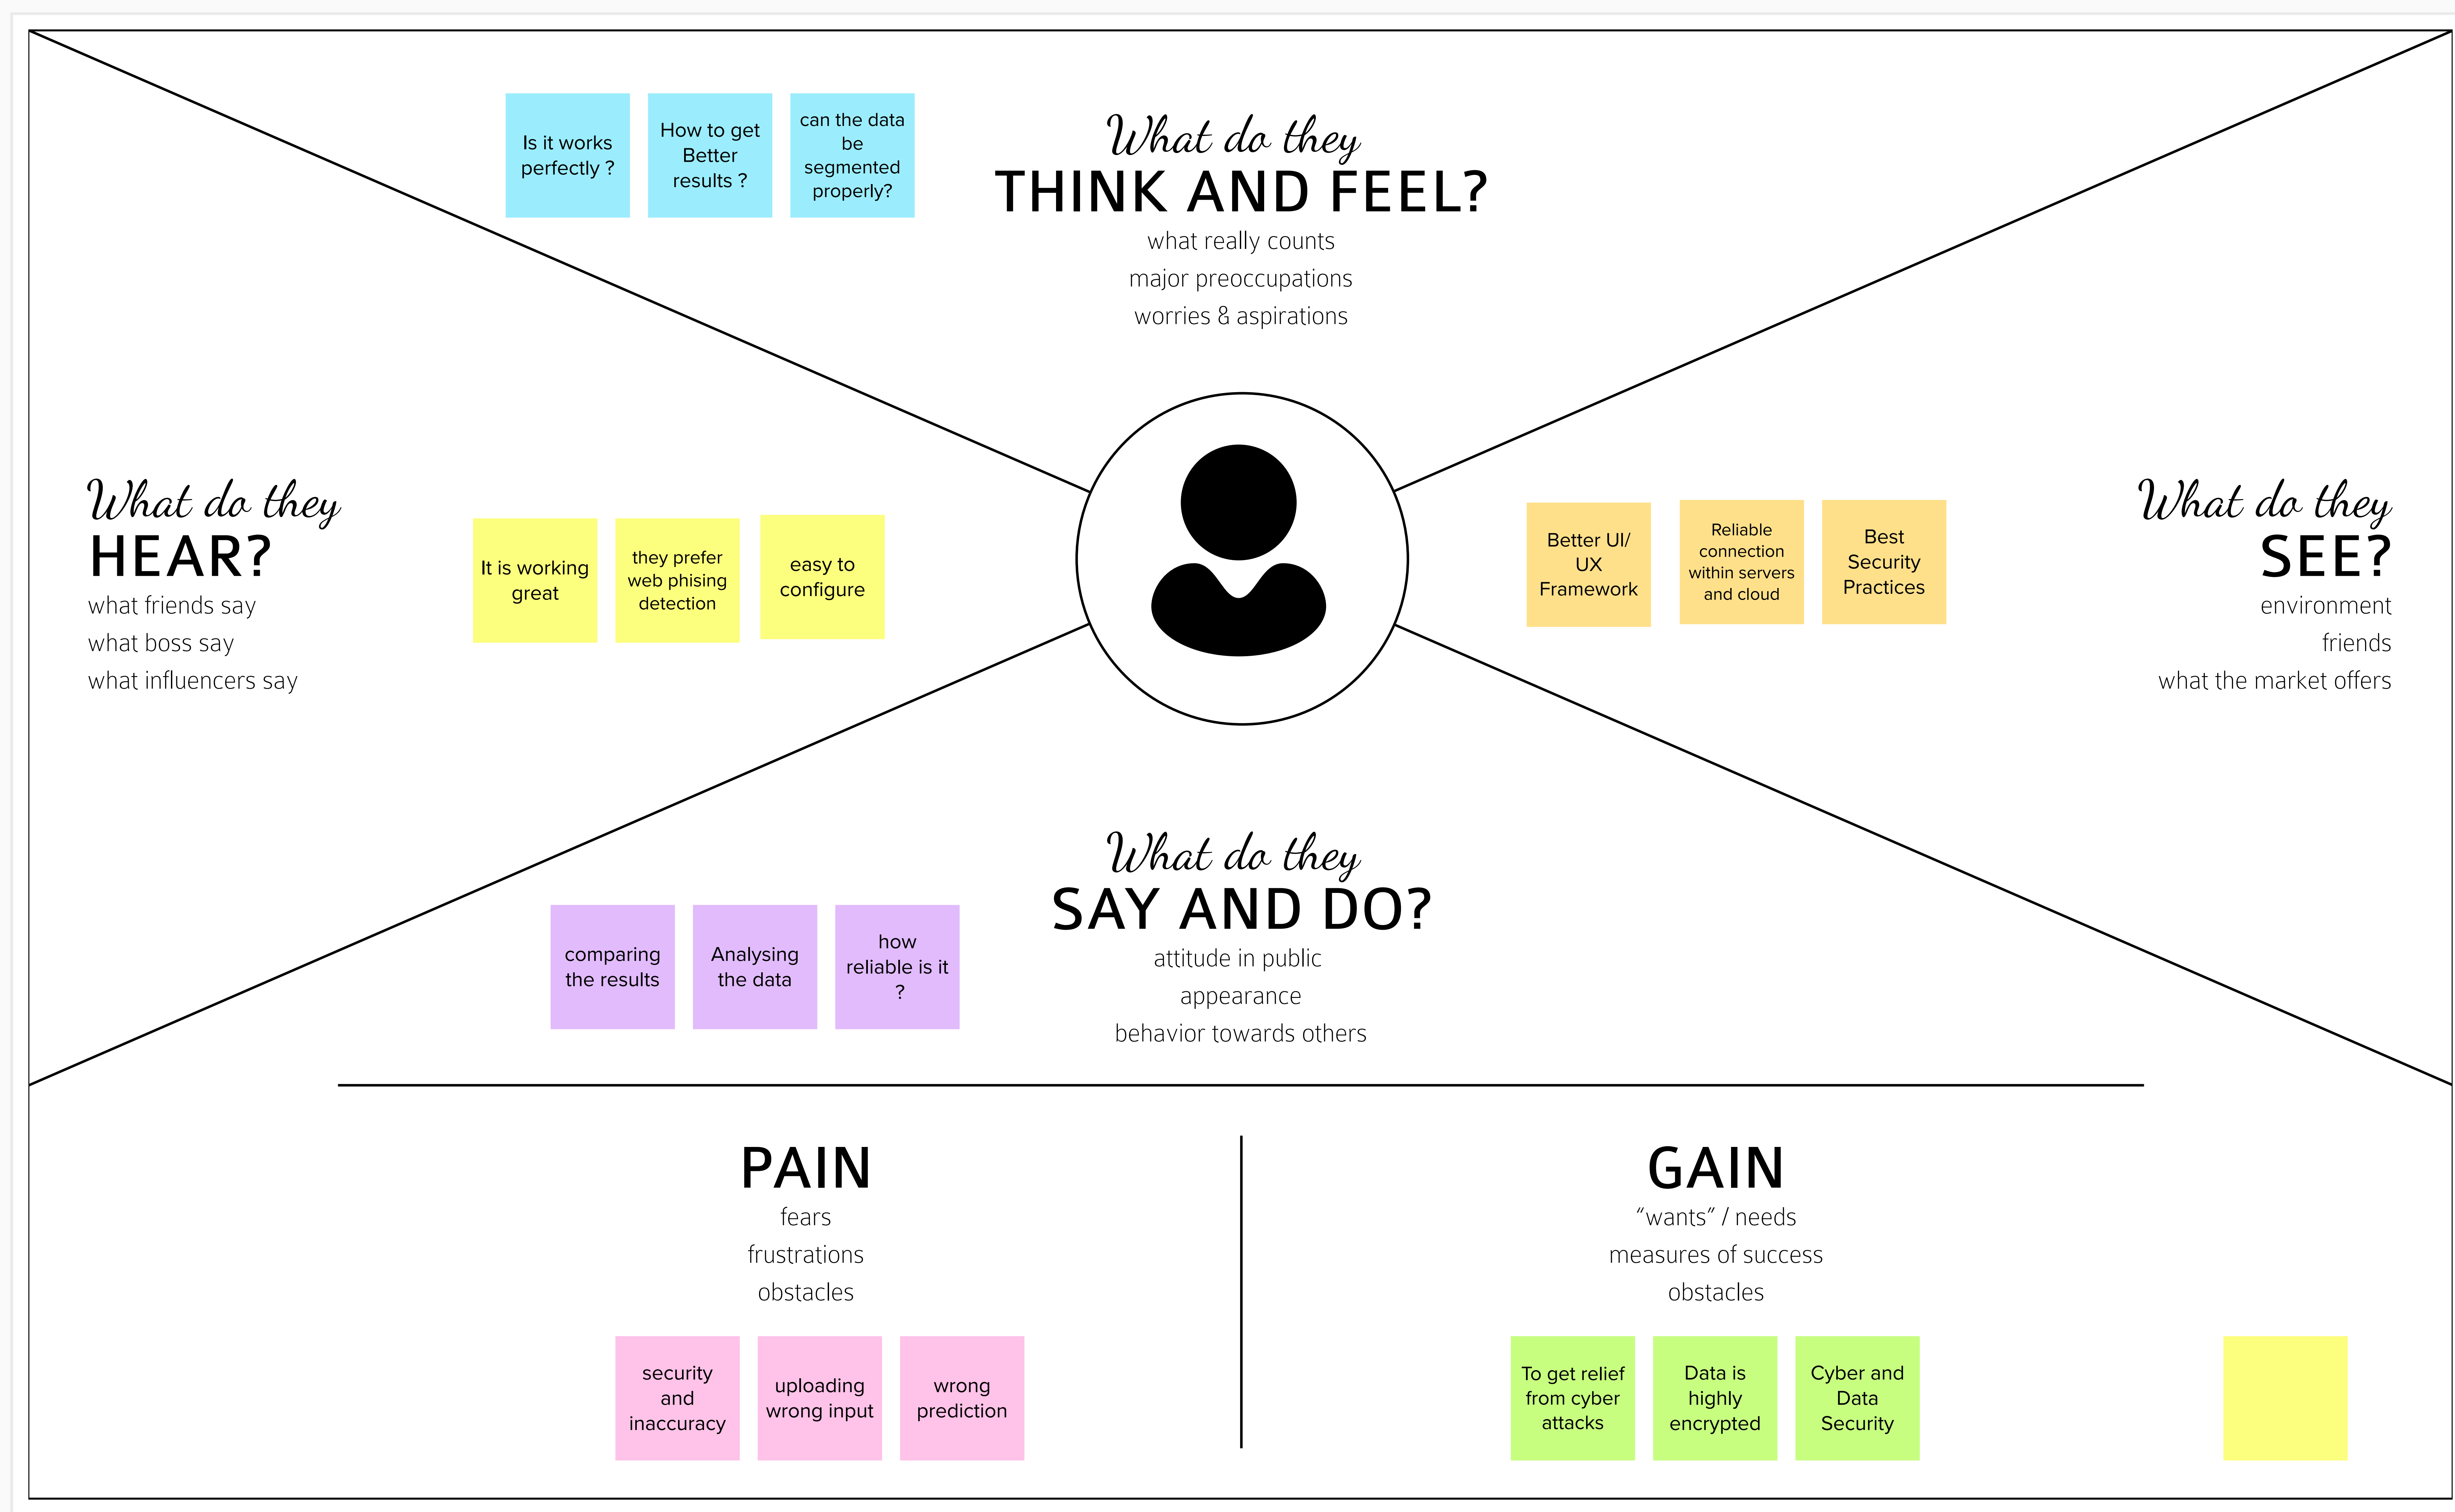 Is it works
perfectly ?
How to get
Better
results ?
can the data
be
segmented
properly?
What do they
THINK AND FEEL?
what really counts
major preoccupations
worries & aspirations
What do they
HEAR?
what friends say
what boss say
what influencers say
It is working
great
they prefer
web phising
detection
easy to
configure
Better UI/
UX
Framework
Reliable
connection
within servers
and cloud
Best
Security
Practices
What do they
SEE?
environment
friends
what the market offers
What do they
SAY AND DO?
attitude in public
appearance
behavior towards others
comparing
the results
Analysing
the data
how
reliable is it
?
PAIN
fears
frustrations
obstacles
security
and
inaccuracy
uploading
wrong input
wrong
prediction
GAIN
“wants” / needs
measures of success
obstacles
To get relief
from cyber
attacks
Data is
highly
encrypted
Cyber and
Data
Security